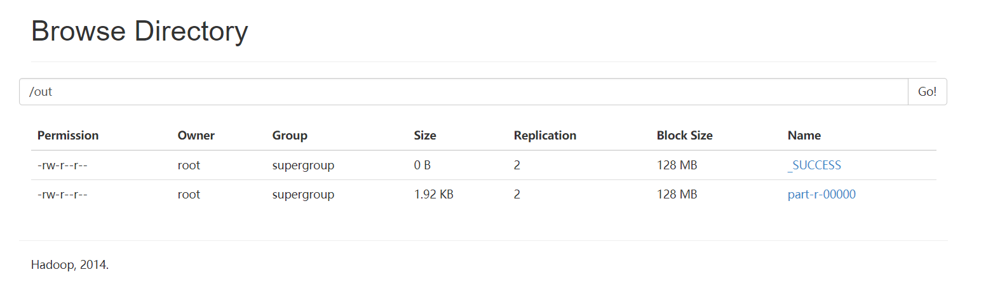 Browse Directory
/out Go!
Permission Owner Group Size Replication Block Size Name
-rw-r--r-- root supergroup 0 B 2 128 MB _SUCCESS
-rw-r--r-- root supergroup 1.92 KB 2 128 MB part-r-00000
Hadoop, 2014.